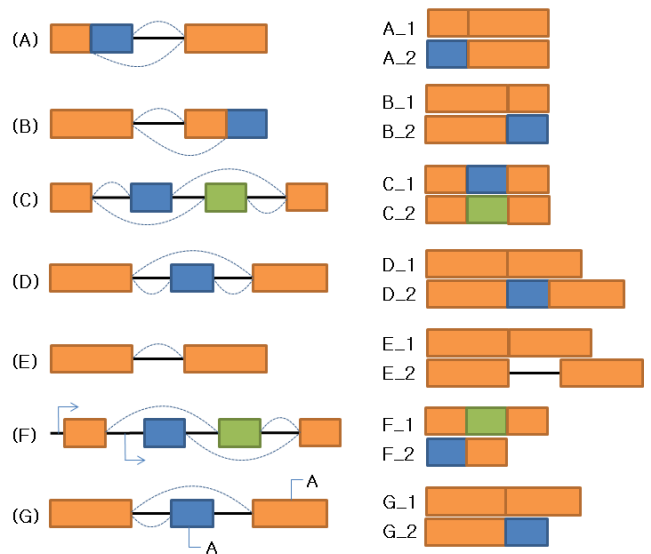 (A)
A_1
A_2
(B)
B_1
B_2
(C)
C_1
C_2
(D)
D_1
D_2
(E)
E_1
E_2
(F)
F_1
F_2
(G)
A
A
G_1
G_2